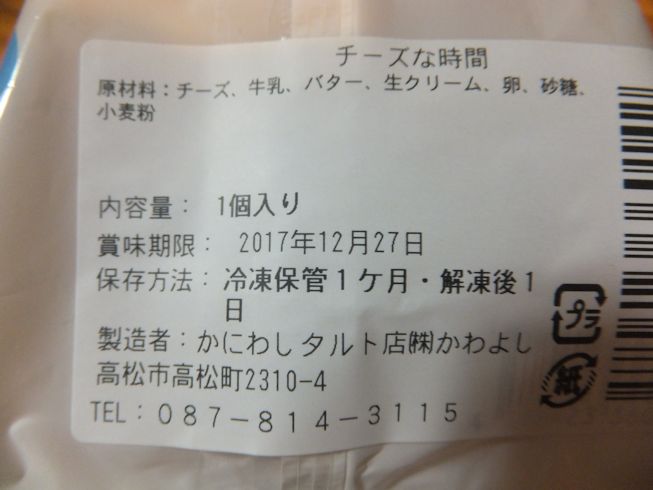 チーズな時間
原材料：チーズ、牛乳、バター、生クリーム、卵、砂糖、
小麦粉
内容量： 1個入り
賞味期限： 2017年12月27日
保存方法：冷凍保管１ケ月・解凍後１
日
製造者：かにわしタルト店㈱かわよし
高松市高松町2310-4
TEL：０８７−８１４−３１１５
プラ
紙